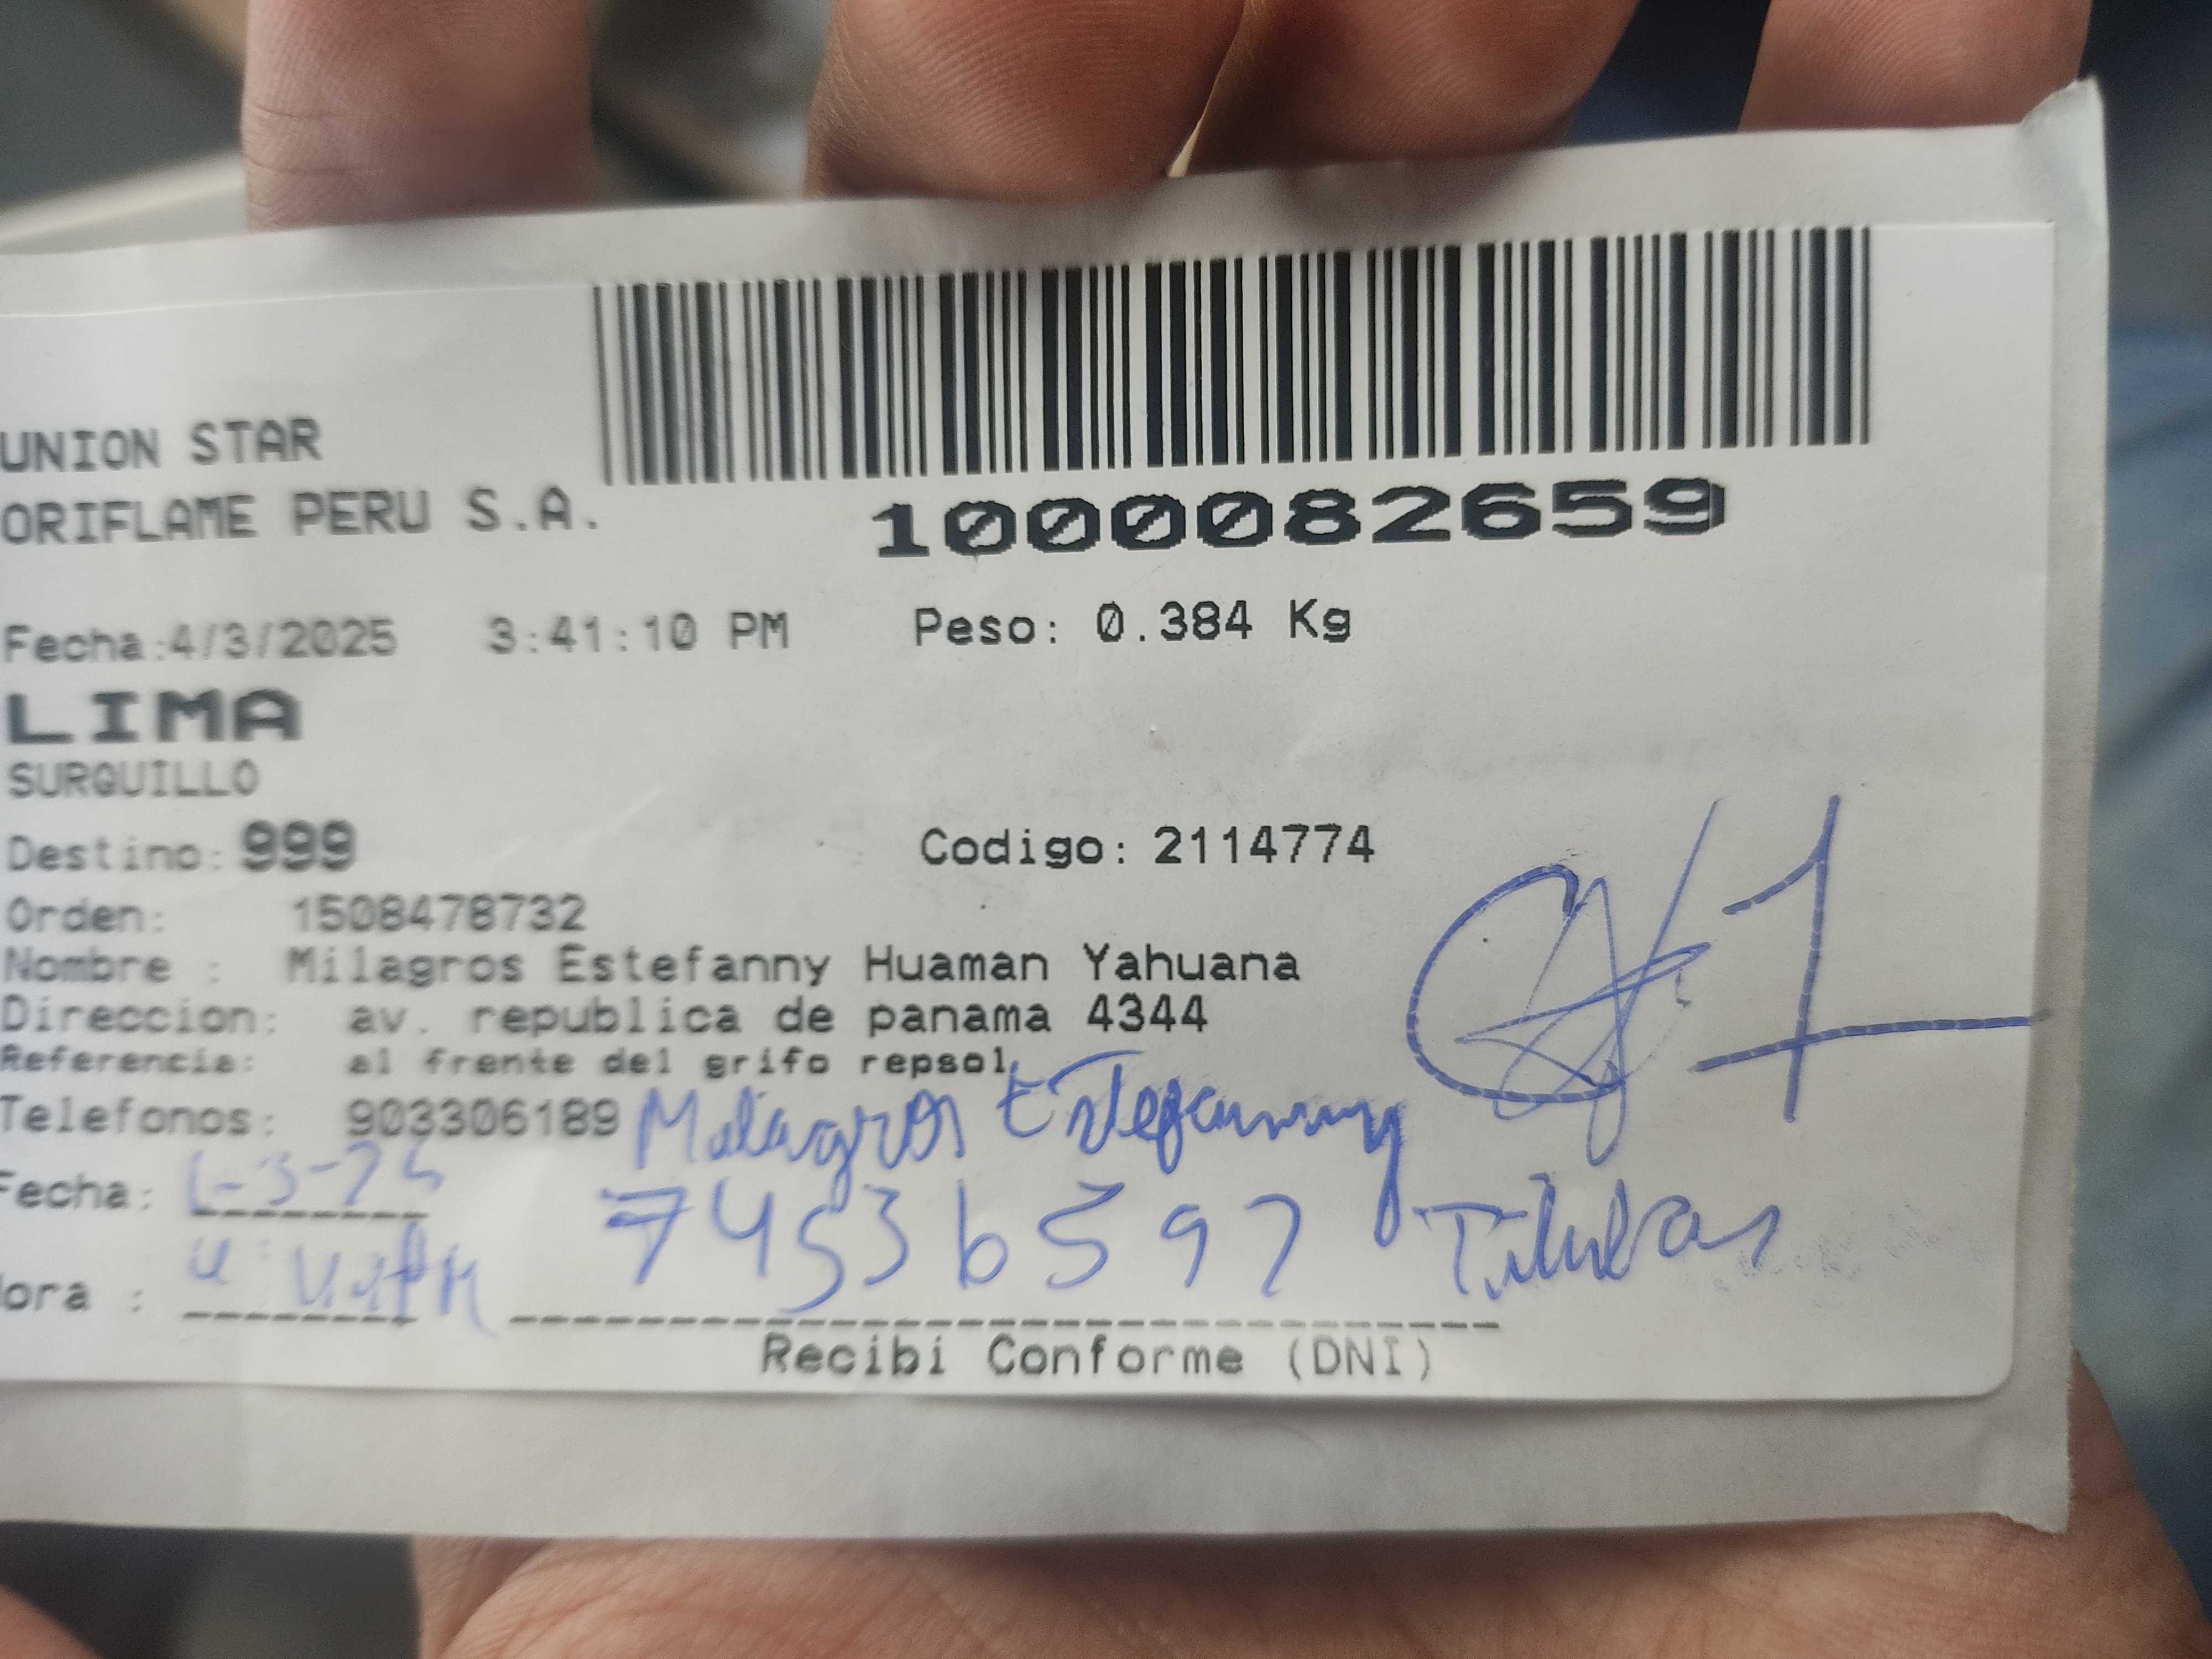 UNION STAR
ORIFLAME PERU S.A.
1000082659
Fecha:4/3/2025 3:41:10 PM Peso: 0.384 Kg
LIMA
SURQUILLO
Destino: 999 Codigo: 2114774
Orden: 1508478732
Nombre : Milagros Estefanny Huaman Yahuana
Direccion: av. republica de panama 4344
Referencia: al frente del grifo repsol
Telefonos: 903306189 Milagros Estefanny
Fecha:
74536597
ora :
Recibi Conforme (DNI)